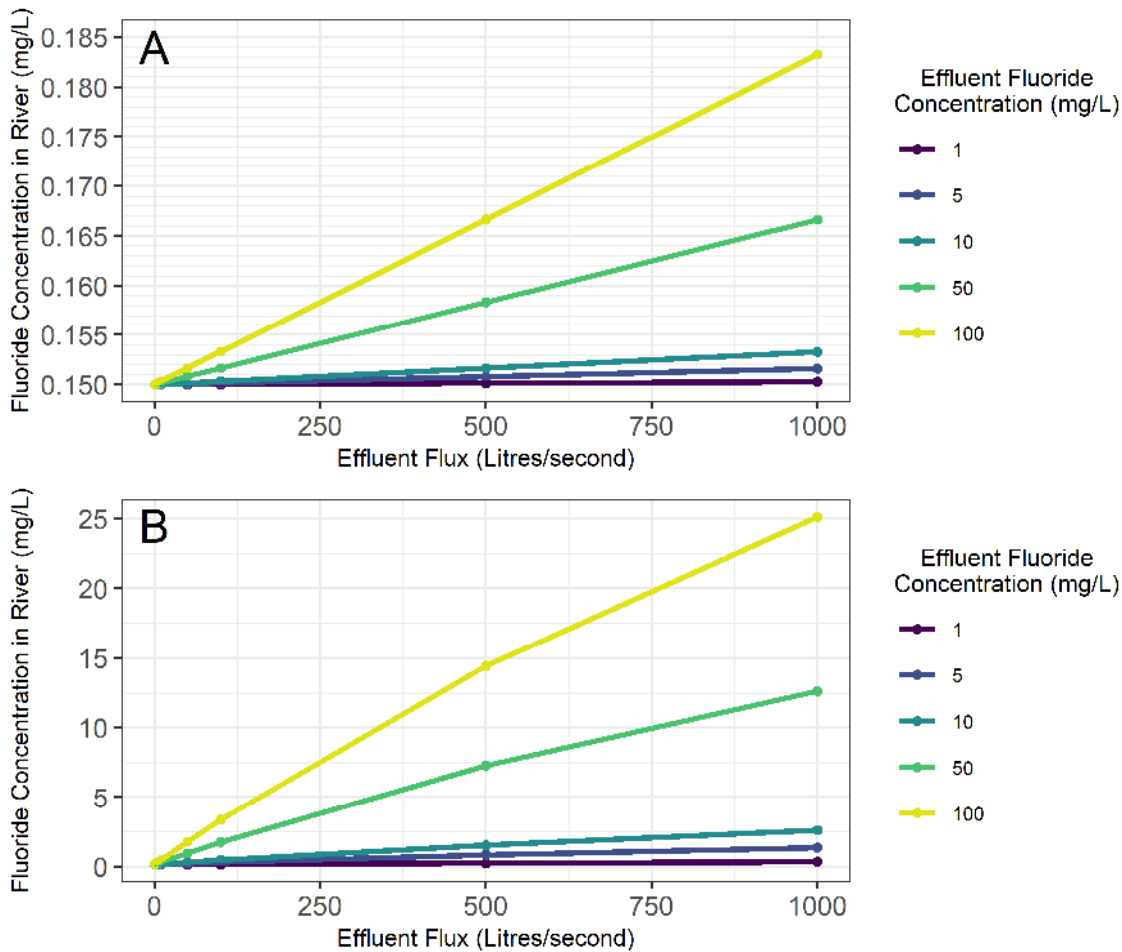 A
Fluoride Concentration in River (mg/L)
0.185
0.180
0.175
0.170
0.165
0.160
0.155
0.150
0 250 500 750 1000
Effluent Flux (Litres/second)
Effluent Fluoride
Concentration (mg/L)
1
5
10
50
100
B
Fluoride Concentration in River (mg/L)
25
20
15
10
5
0
0 250 500 750 1000
Effluent Flux (Litres/second)
Effluent Fluoride
Concentration (mg/L)
1
5
10
50
100